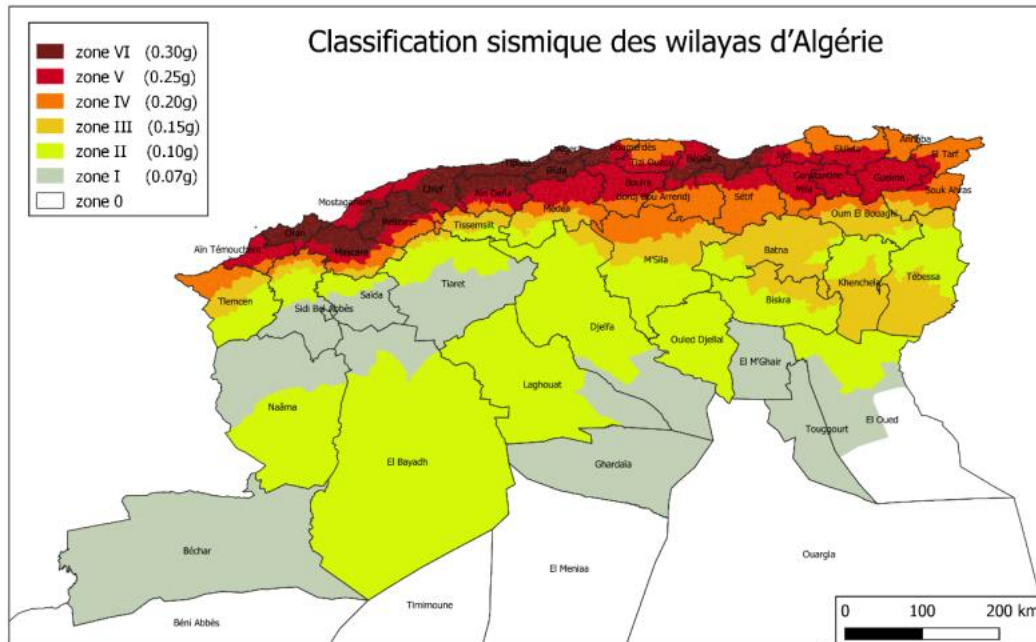 Classification sismique des wilayas d'Algérie
zone VI (0.30g)
zone V (0.25g)
zone IV (0.20g)
zone III (0.15g)
zone II (0.10g)
zone I (0.07g)
zone 0
Annaba
Skikda
El Tarf
Boumerdès
Tizi Ouzou
Béjaïa
Constantine
Guelma
Mila
Souk Ahras
Blida
Bouira
Bordj Bou Arrendj
Sétif
Chlef
Aïn Defla
Médéa
Mostaganem
Relizane
Tissemsilt
Oum El Bouaghi
Oran
Aïn Témouchent
Mascara
M'Sila
Batna
Khenchela
Tébessa
Tlemcen
Saïda
Tiaret
Biskra
Sidi Bel Abbès
Djelfa
Ouled Djellal
El M'Ghair
Laghouat
Naâma
El Oued
Touggourt
El Bayadh
Ghardaïa
Béchar
Ouargla
El Meniaa
Timimoune
Béni Abbès
0 100 200 km